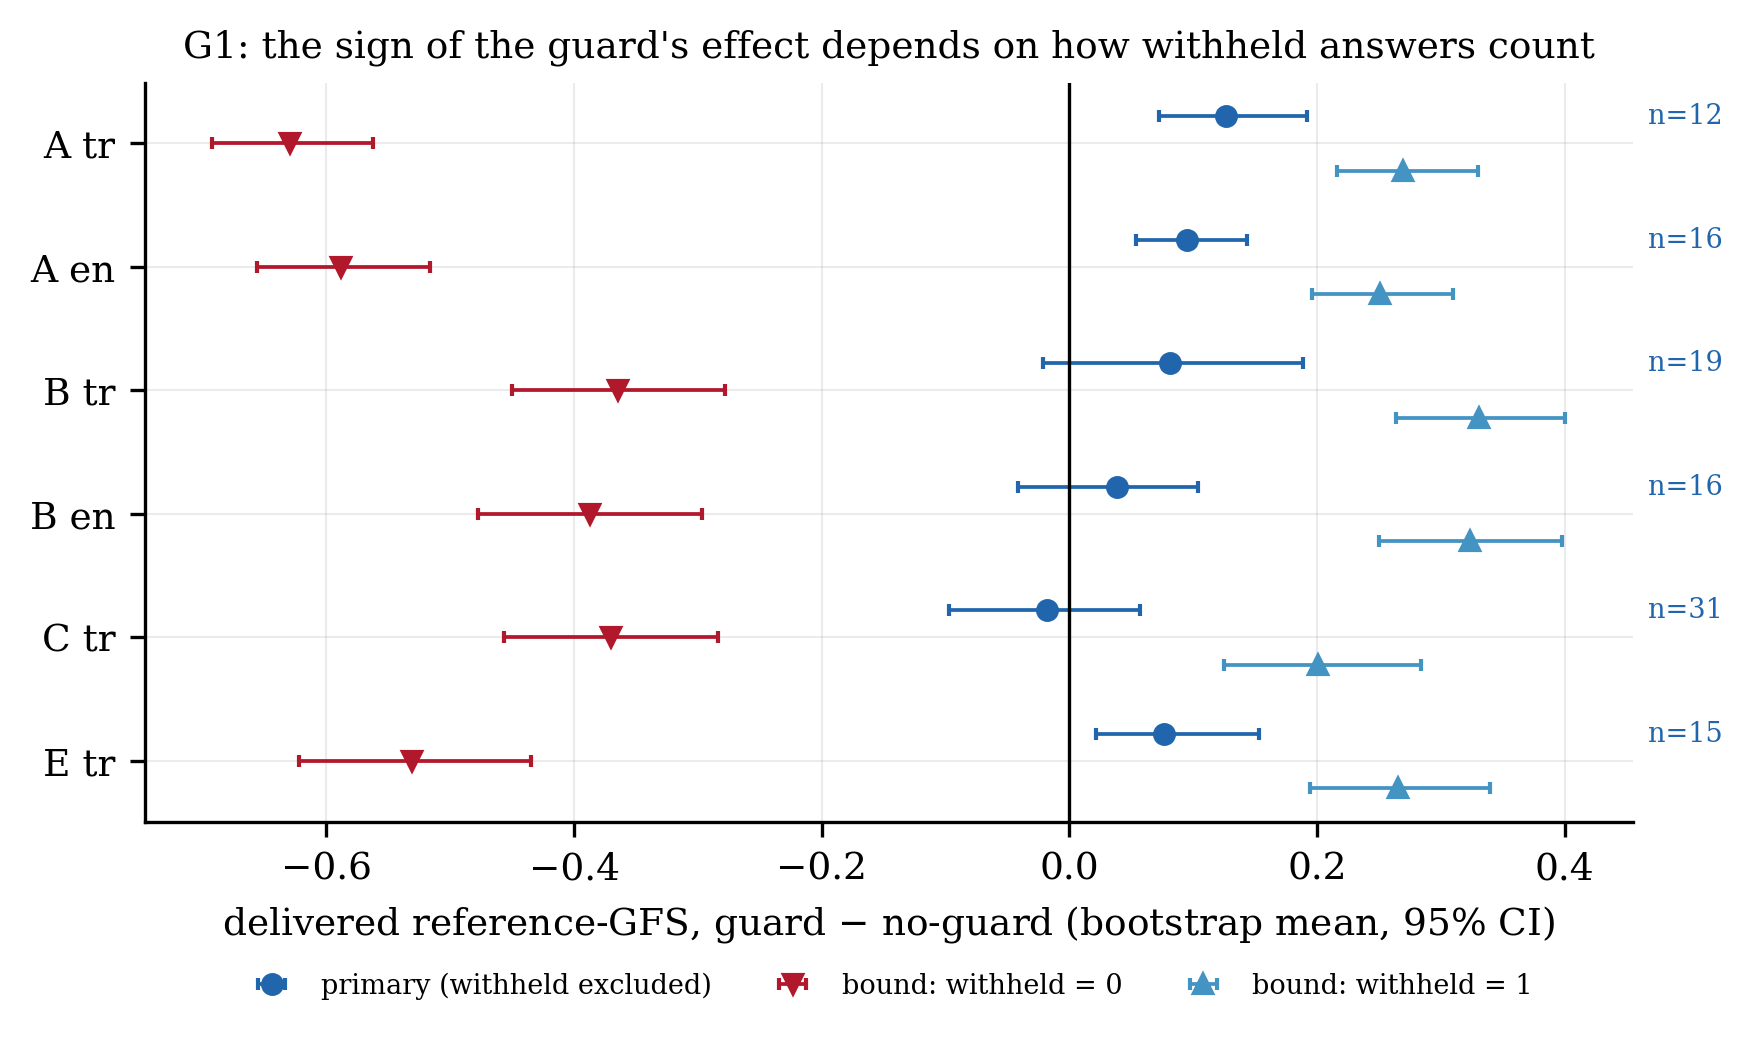 G1: the sign of the guard's effect depends on how withheld answers count
A tr
n=12
A en
n=16
B tr
n=19
B en
n=16
C tr
n=31
E tr
n=15
−0.6 −0.4 −0.2 0.0 0.2 0.4
delivered reference-GFS, guard − no-guard (bootstrap mean, 95% CI)
primary (withheld excluded) bound: withheld = 0 bound: withheld = 1